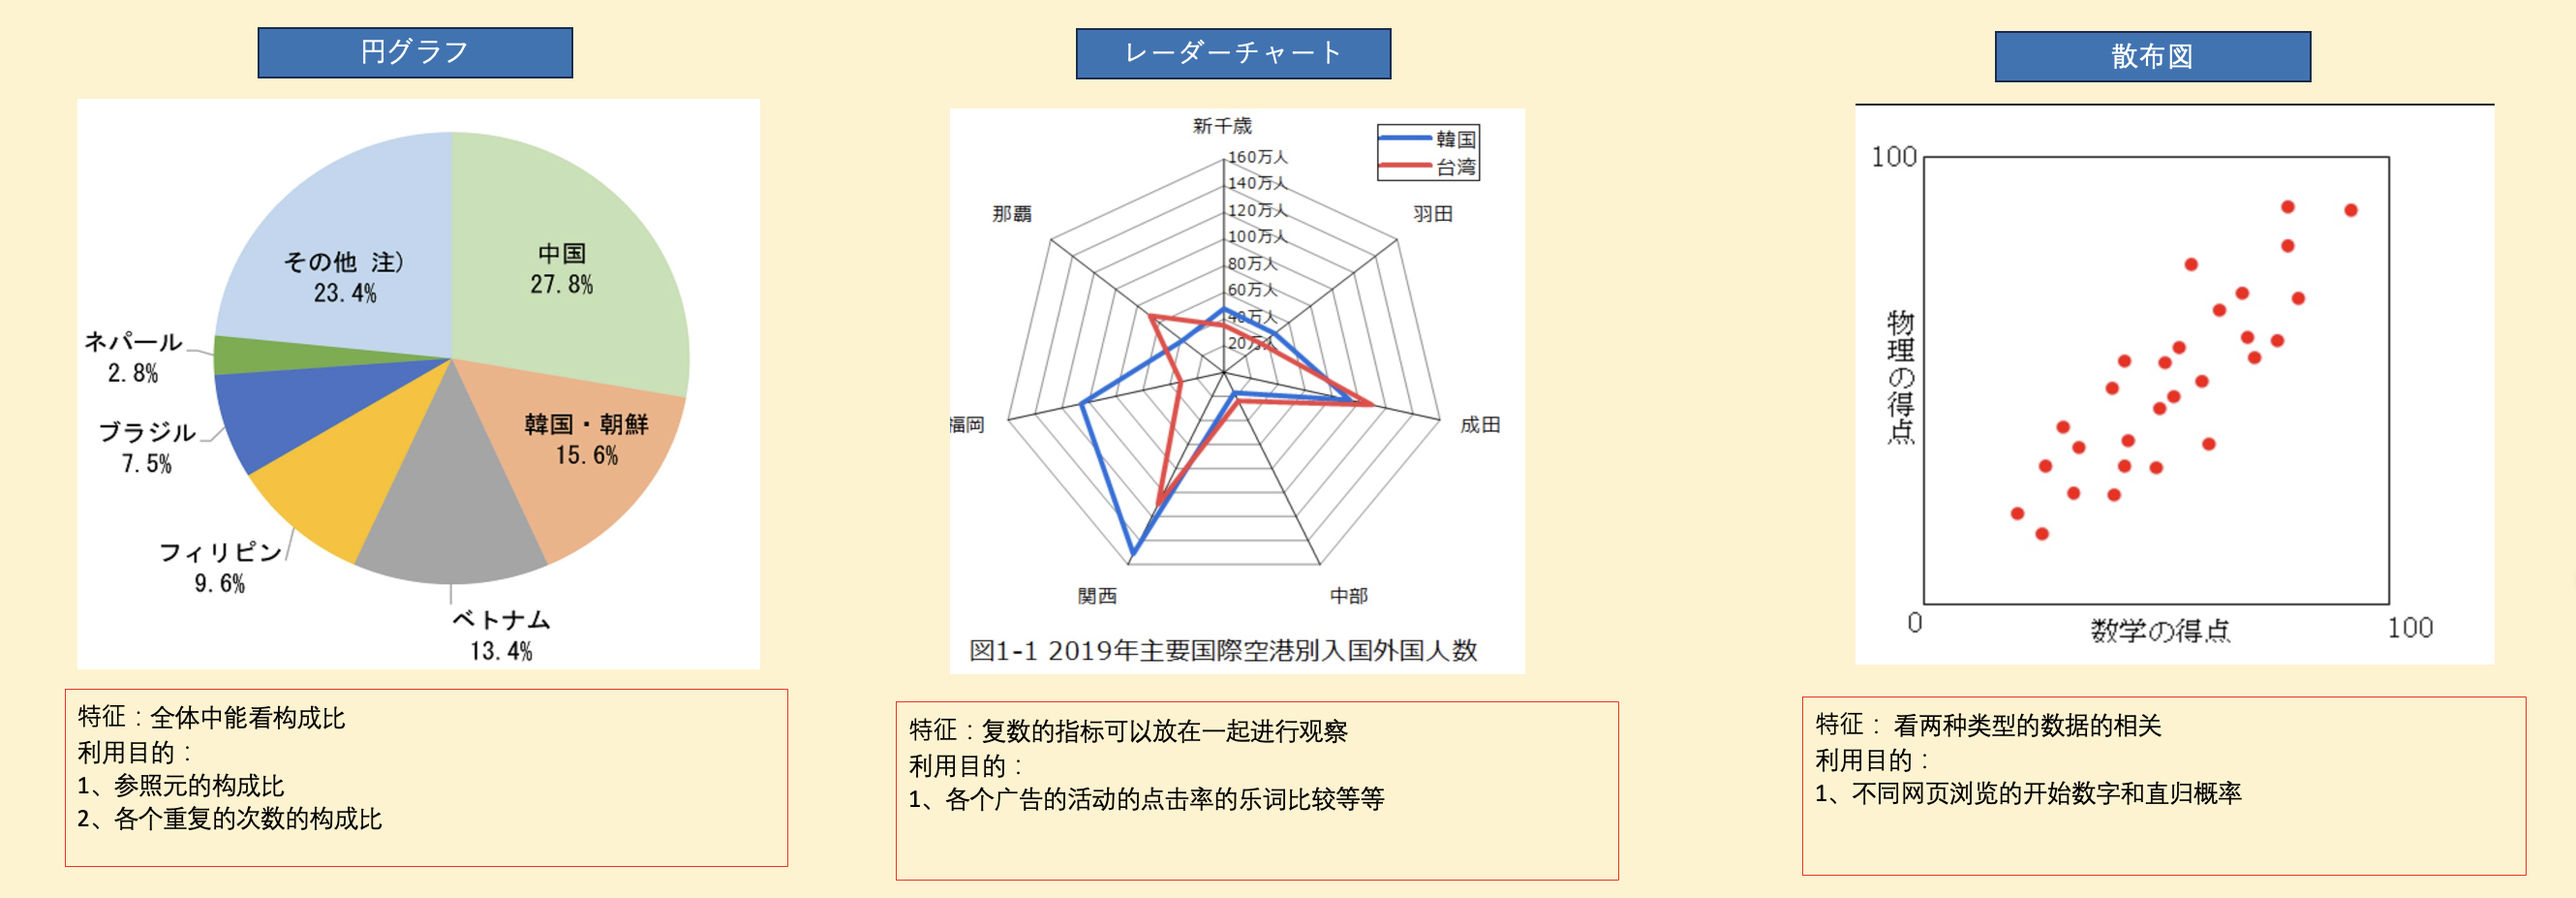 円グラフ
中国
27.8%
その他 注)
23.4%
ネパール
2.8%
韓国・朝鮮
15.6%
ブラジル
7.5%
フィリピン
9.6%
ベトナム
13.4%
特征：全体中能看构成比
利用目的：
1、参照元的构成比
2、各个重复的次数的构成比
レーダーチャート
新千歳
韓国
台湾
160万人
140万人
120万人
100万人
80万人
60万人
40万人
20万人
那覇
羽田
福岡
成田
関西
中部
図1-1 2019年主要国際空港別入国外国人数
特征：复数的指标可以放在一起进行观察
利用目的：
1、各个广告的活动的点击率的乐词比较等等
散布図
100
物理の得点
0
数学の得点
100
特征： 看两种类型的数据的相关
利用目的：
1、不同网页浏览的开始数字和直归概率